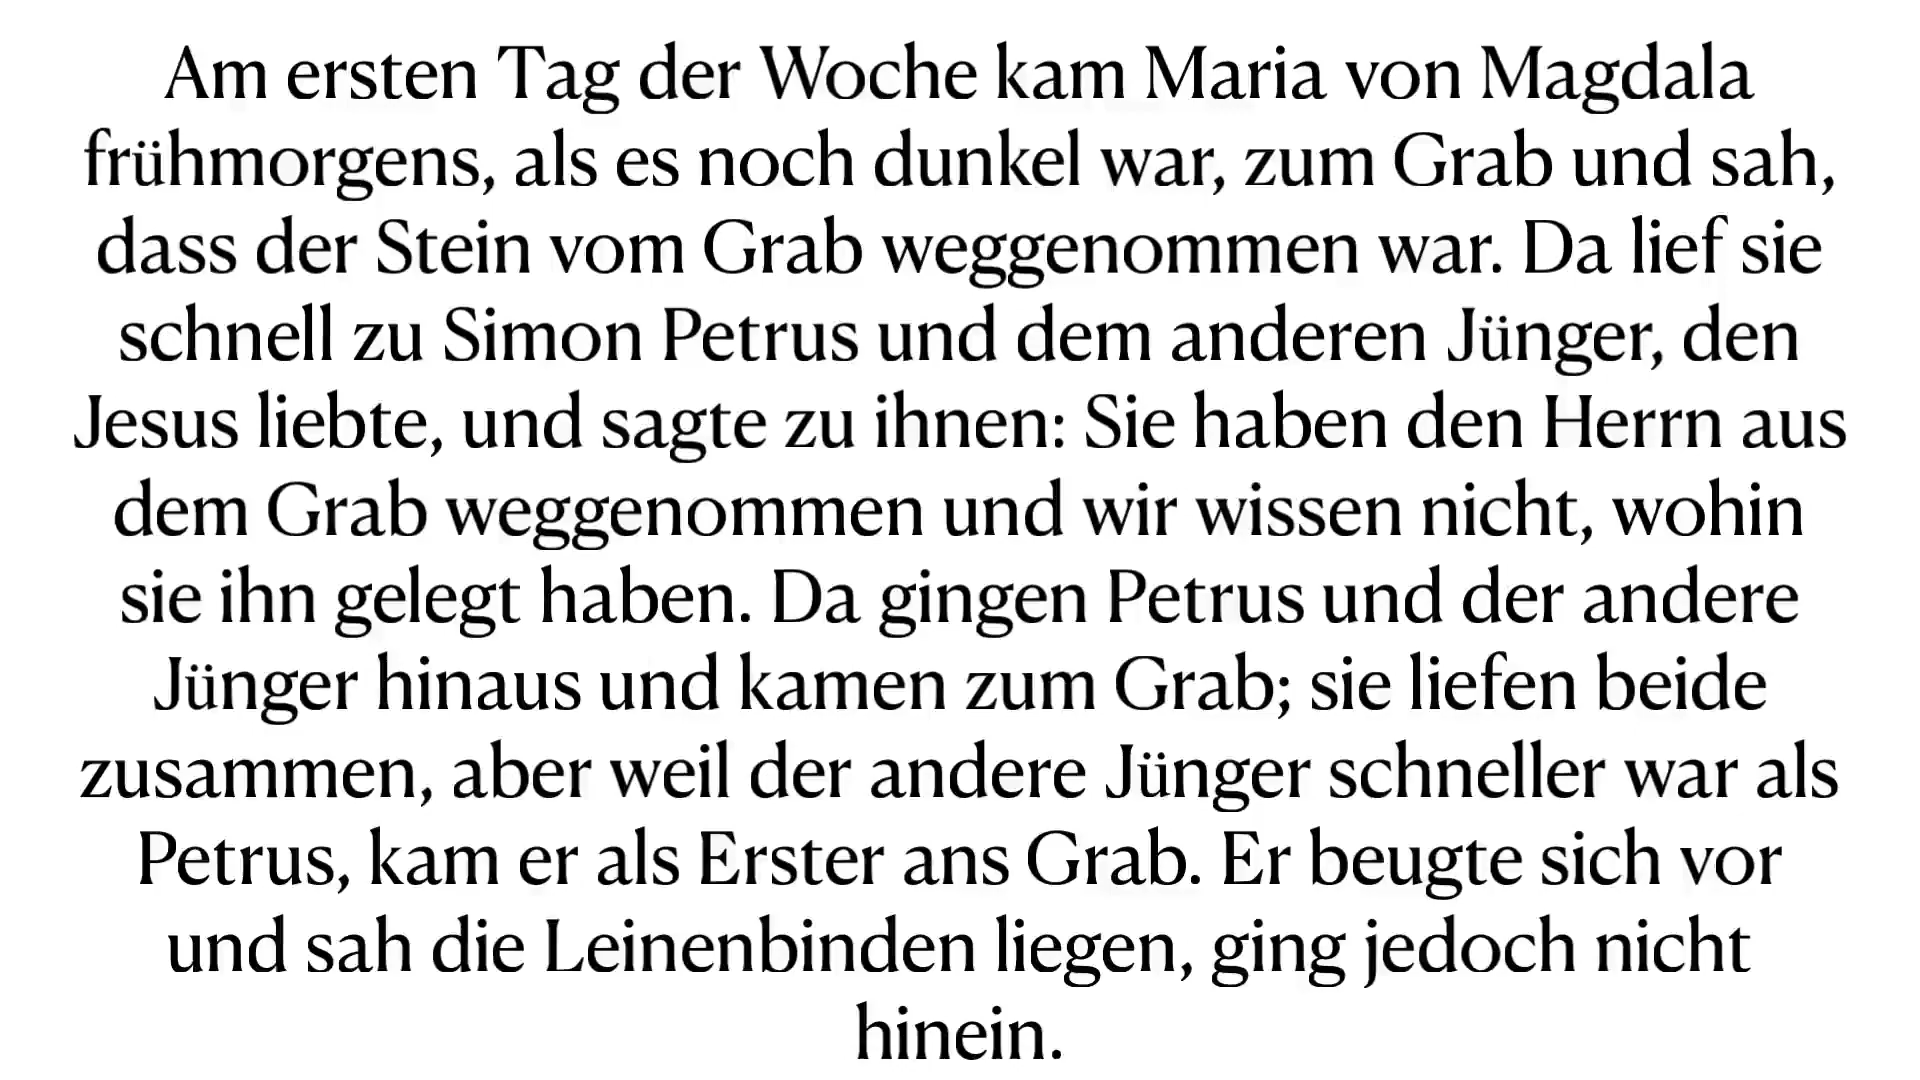 Am ersten Tag der Woche kam Maria von Magdala
frühmorgens, als es noch dunkel war, zum Grab und sah,
dass der Stein vom Grab weggenommen war. Da lief sie
schnell zu Simon Petrus und dem anderen Jünger, den
Jesus liebte, und sagte zu ihnen: Sie haben den Herrn aus
dem Grab weggenommen und wir wissen nicht, wohin
sie ihn gelegt haben. Da gingen Petrus und der andere
Jünger hinaus und kamen zum Grab; sie liefen beide
zusammen, aber weil der andere Jünger schneller war als
Petrus, kam er als Erster ans Grab. Er beugte sich vor
und sah die Leinenbinden liegen, ging jedoch nicht
hinein.